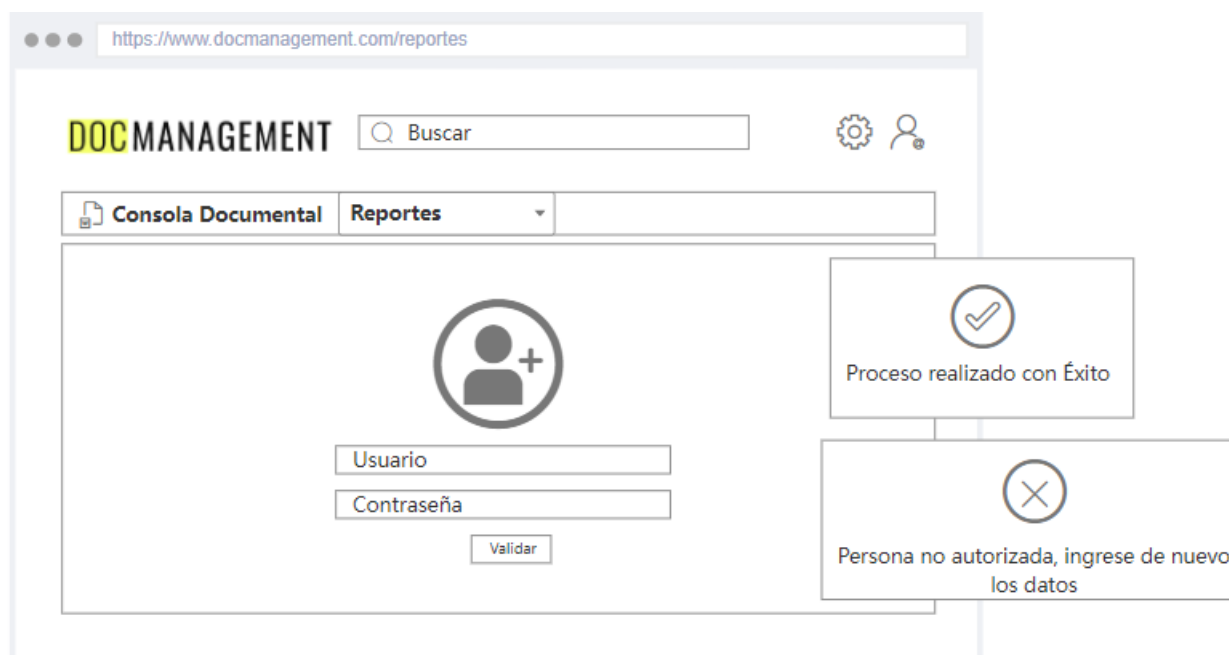 https://www.docmanagement.com/reportes
DOCMANAGEMENT
Buscar
Consola Documental
Reportes
Proceso realizado con Éxito
Usuario
Contraseña
Validar
Persona no autorizada, ingrese de nuevo
los datos